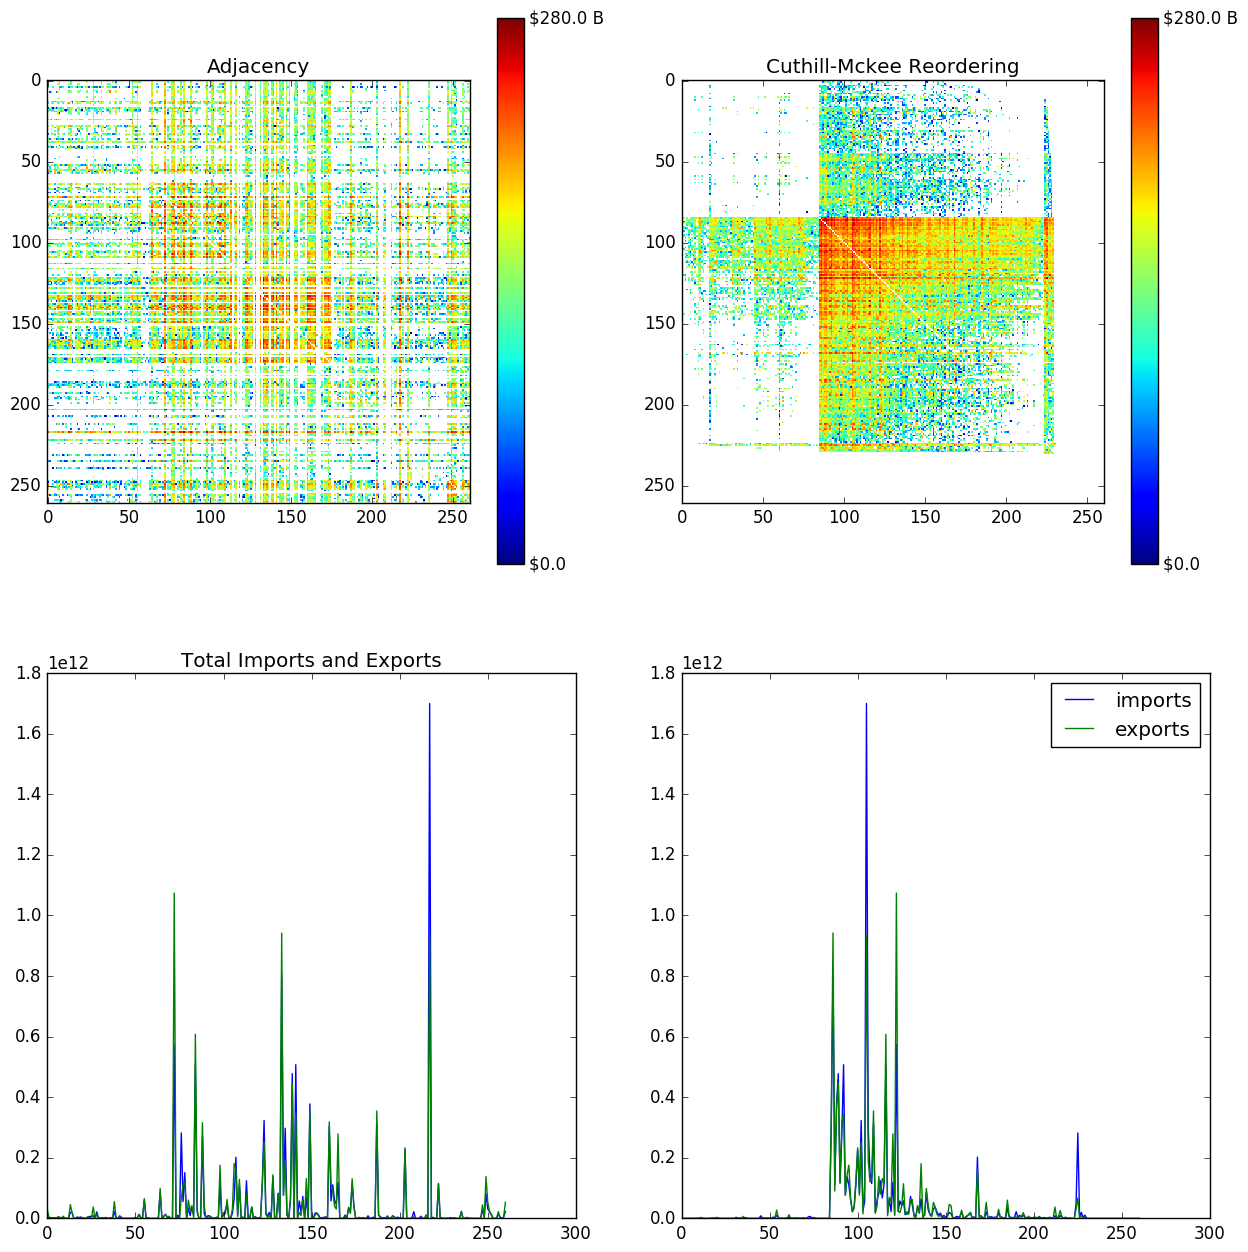 $280.0 B
$280.0 B
Adjacency
Cuthill-Mckee Reordering
0
50
100
150
200
250
0
50
100
150
200
250
0 50 100 150 200 250
0 50 100 150 200 250
$0.0
$0.0
1e12
Total Imports and Exports
1e12
1.8
1.6
1.4
1.2
1.0
0.8
0.6
0.4
0.2
0.0
1.8
1.6
1.4
1.2
1.0
0.8
0.6
0.4
0.2
0.0
imports
exports
0 50 100 150 200 250 300
0 50 100 150 200 250 300